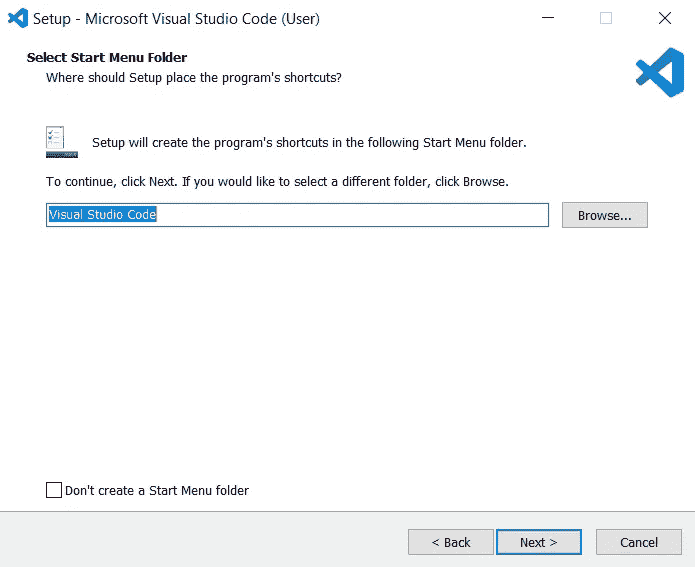 Setup - Microsoft Visual Studio Code (User)
Select Start Menu Folder
Where should Setup place the program's shortcuts?
Setup will create the program's shortcuts in the following Start Menu folder.
To continue, click Next. If you would like to select a different folder, click Browse.
Visual Studio Code
Browse...
Don't create a Start Menu folder
< Back
Next >
Cancel